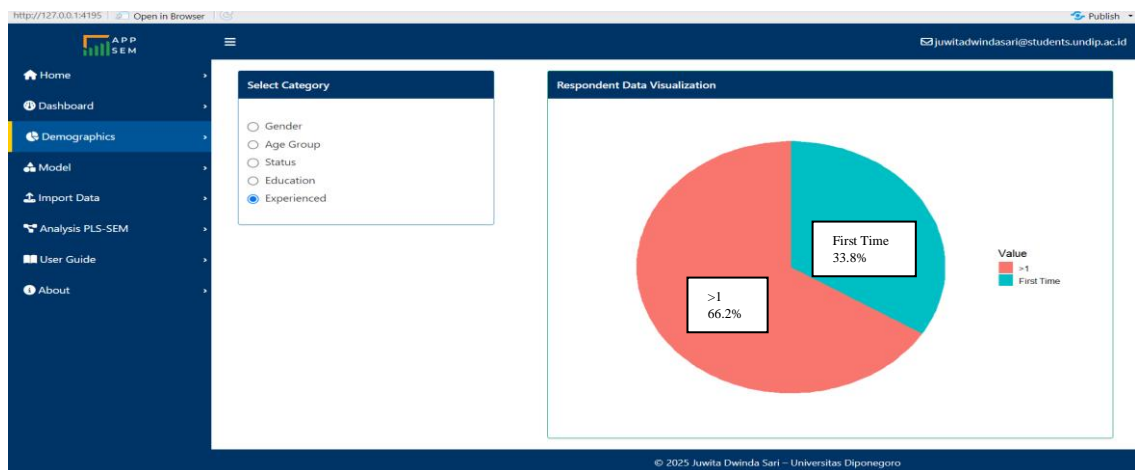 http://127.0.0.1:4195
Open in Browser
Publish
APP
SEM
juwitadwindasari@students.undip.ac.id
Home
Dashboard
Demographics
Model
Import Data
Analysis PLS-SEM
User Guide
About
Select Category
Gender
Age Group
Status
Education
Experienced
Respondent Data Visualization
First Time
33.8%
>1
66.2%
Value
>1
First Time
© 2025 Juwita Dwinda Sari – Universitas Diponegoro